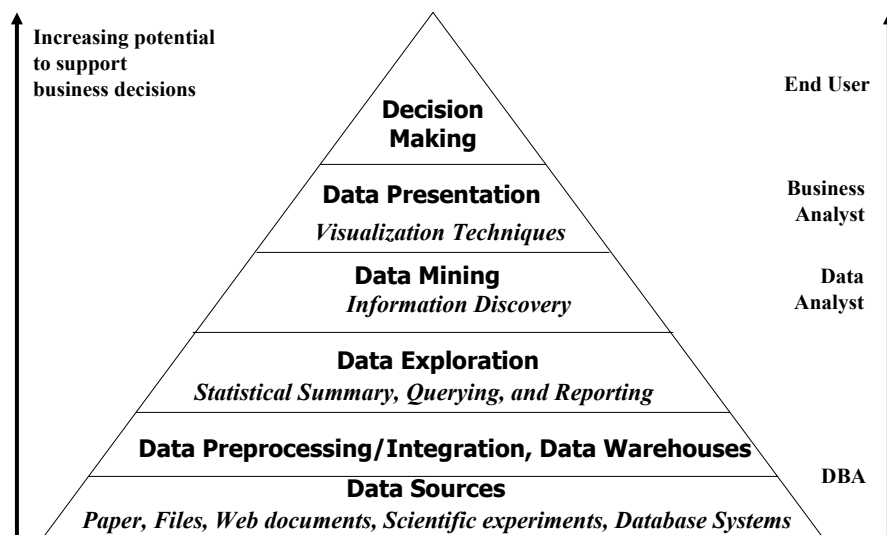 Increasing potential
to support
business decisions
End User
Decision
Making
Data Presentation
Visualization Techniques
Business
Analyst
Data Mining
Information Discovery
Data
Analyst
Data Exploration
Statistical Summary, Querying, and Reporting
Data Preprocessing/Integration, Data Warehouses
DBA
Data Sources
Paper, Files, Web documents, Scientific experiments, Database Systems